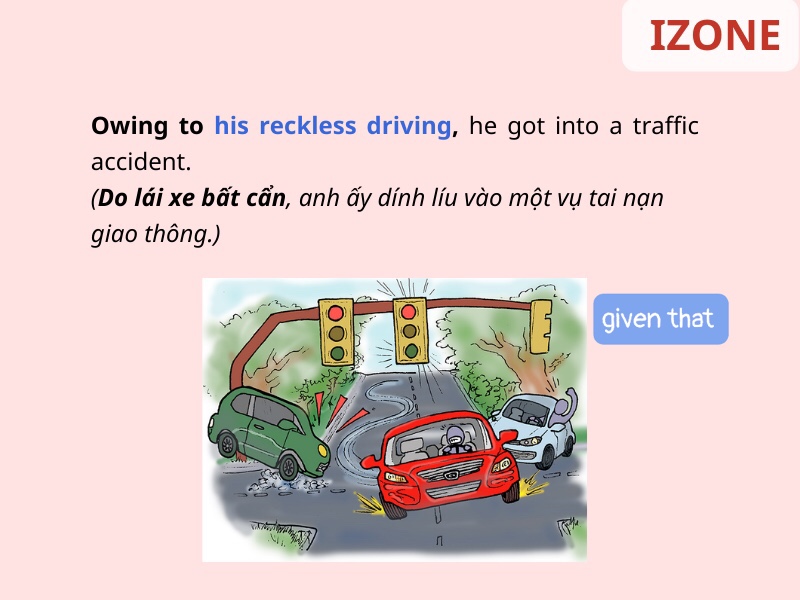 IZONE
Owing to his reckless driving, he got into a traffic
accident.
(Do lái xe bất cẩn, anh ấy dính líu vào một vụ tai nạn
giao thông.)
given that